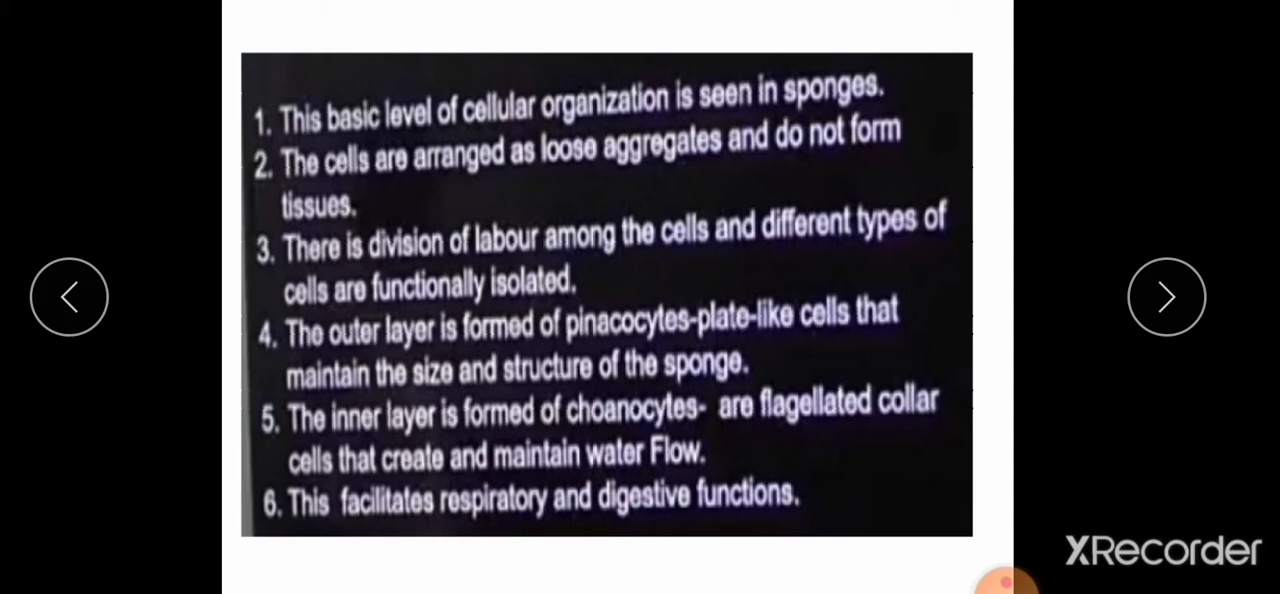 1. This basic level of cellular organization is seen in sponges.
2. The cells are arranged as loose aggregates and do not form
tissues.
3. There is division of labour among the cells and different types of
cells are functionally isolated.
4. The outer layer is formed of pinacocytes-plate-like cells that
maintain the size and structure of the sponge.
5. The inner layer is formed of choanocytes- are flagellated collar
cells that create and maintain water Flow.
6. This facilitates respiratory and digestive functions.
XRecorder